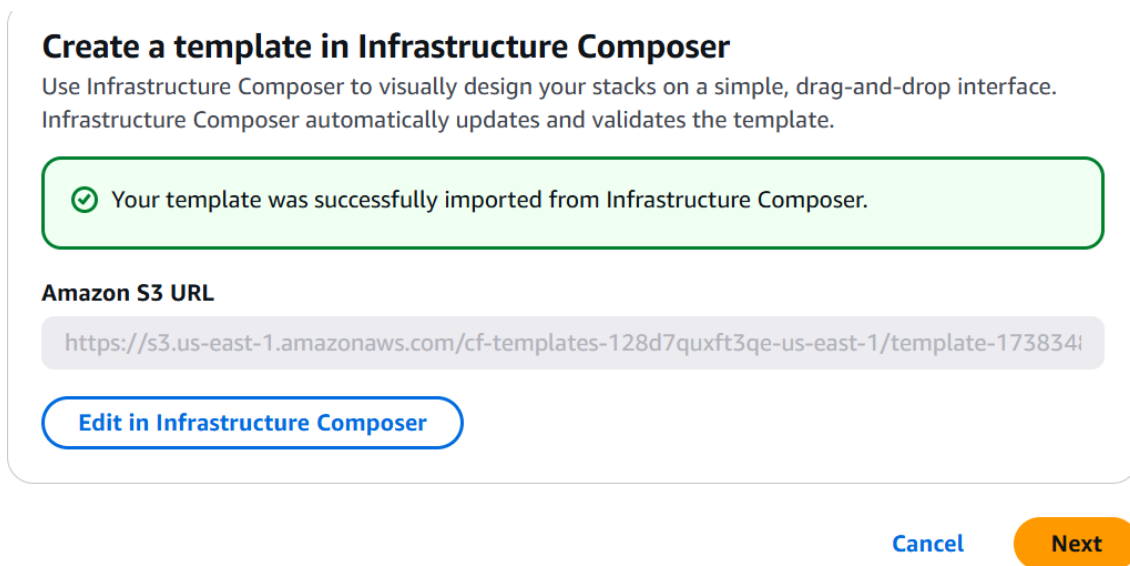 Create a template in Infrastructure Composer
Use Infrastructure Composer to visually design your stacks on a simple, drag-and-drop interface.
Infrastructure Composer automatically updates and validates the template.
Your template was successfully imported from Infrastructure Composer.
Amazon S3 URL
https://s3.us-east-1.amazonaws.com/cf-templates-128d7quxft3qe-us-east-1/template-1738348
Edit in Infrastructure Composer
Cancel
Next